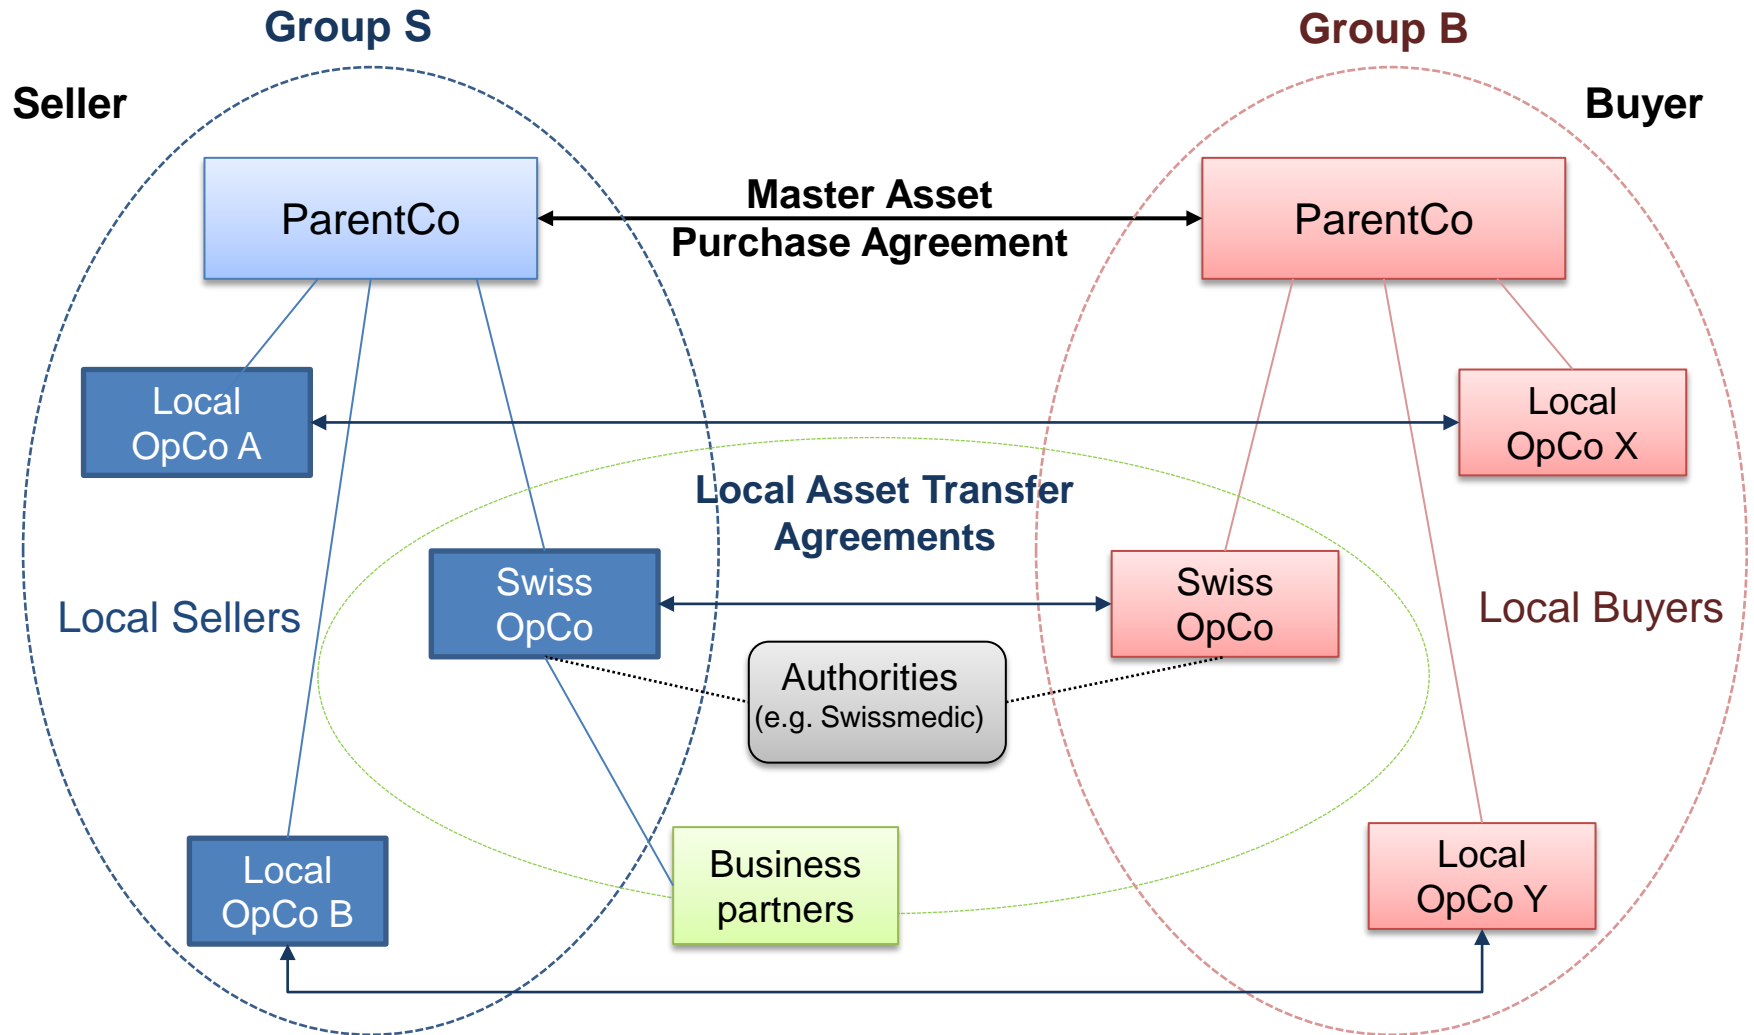 Group S
Group B
Seller
Buyer
ParentCo
Master Asset
Purchase Agreement
ParentCo
Local
OpCo A
Local
OpCo X
Local Asset Transfer
Agreements
Swiss
OpCo
Swiss
OpCo
Local Sellers
Local Buyers
Authorities
(e.g. Swissmedic)
Local
OpCo B
Business
partners
Local
OpCo Y